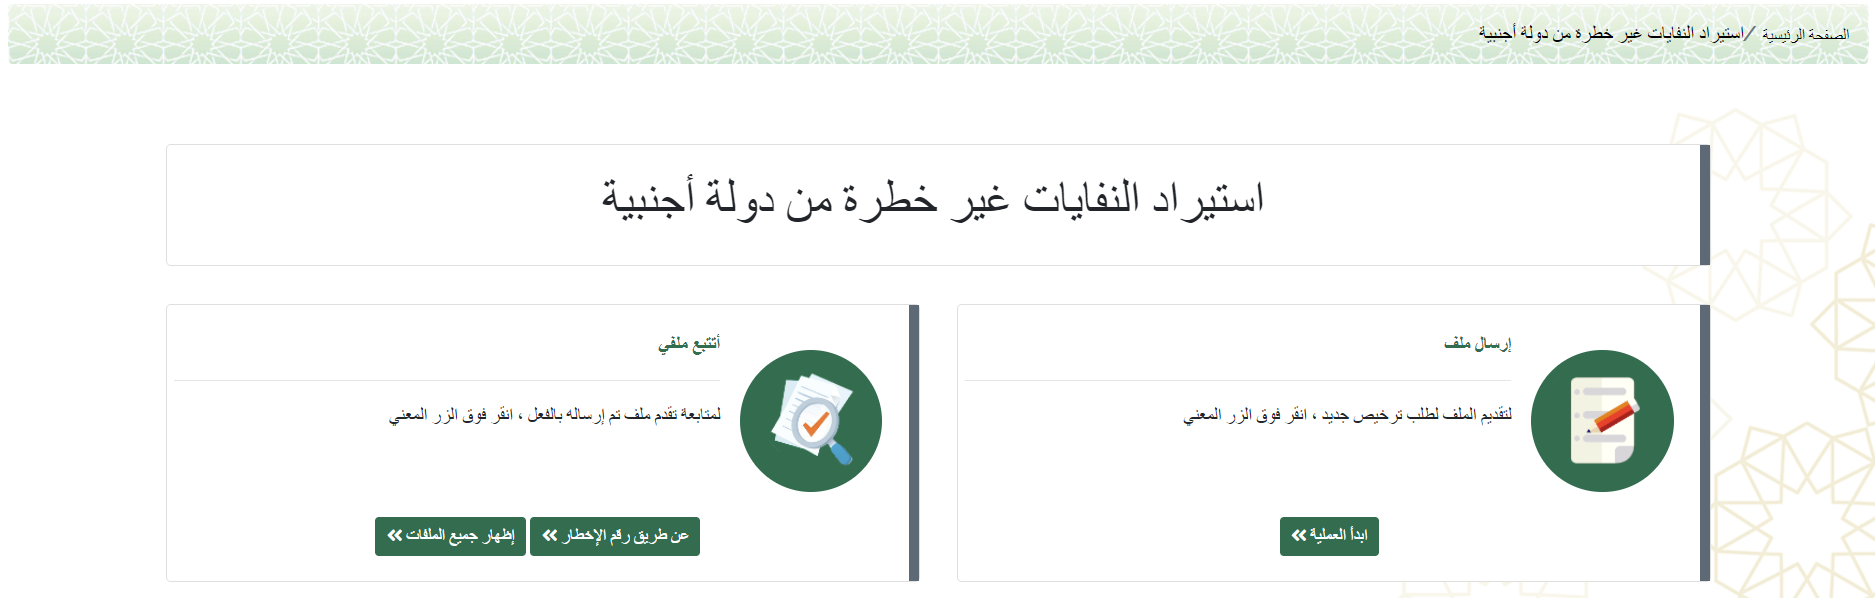 الصفحة الرئيسية / استيراد النفايات غير خطرة من دولة أجنبية
استيراد النفايات غير خطرة من دولة أجنبية
إرسال ملف
لتقديم الملف لطلب ترخيص جديد ، انقر فوق الزر المعني
ابدأ العملية
أتتبع ملفي
لمتابعة تقدم ملف تم إرساله بالفعل ، انقر فوق الزر المعني
عن طريق رقم الإخطار
إظهار جميع الملفات